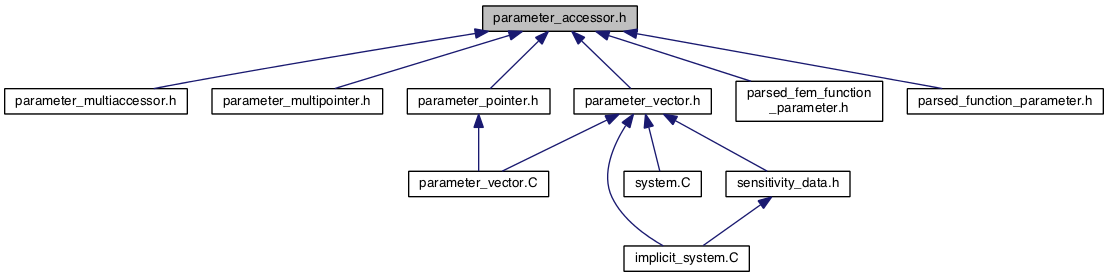 parameter_accessor.h
parameter_multiaccessor.h
parameter_multipointer.h
parameter_pointer.h
parameter_vector.h
parsed_fem_function
_parameter.h
parsed_function_parameter.h
parameter_vector.C
system.C
sensitivity_data.h
implicit_system.C